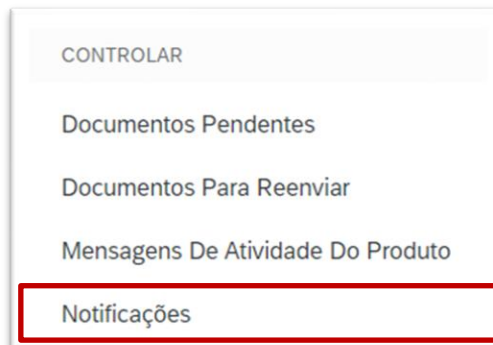 CONTROLAR
Documentos Pendentes
Documentos Para Reenviar
Mensagens De Atividade Do Produto
Notificações